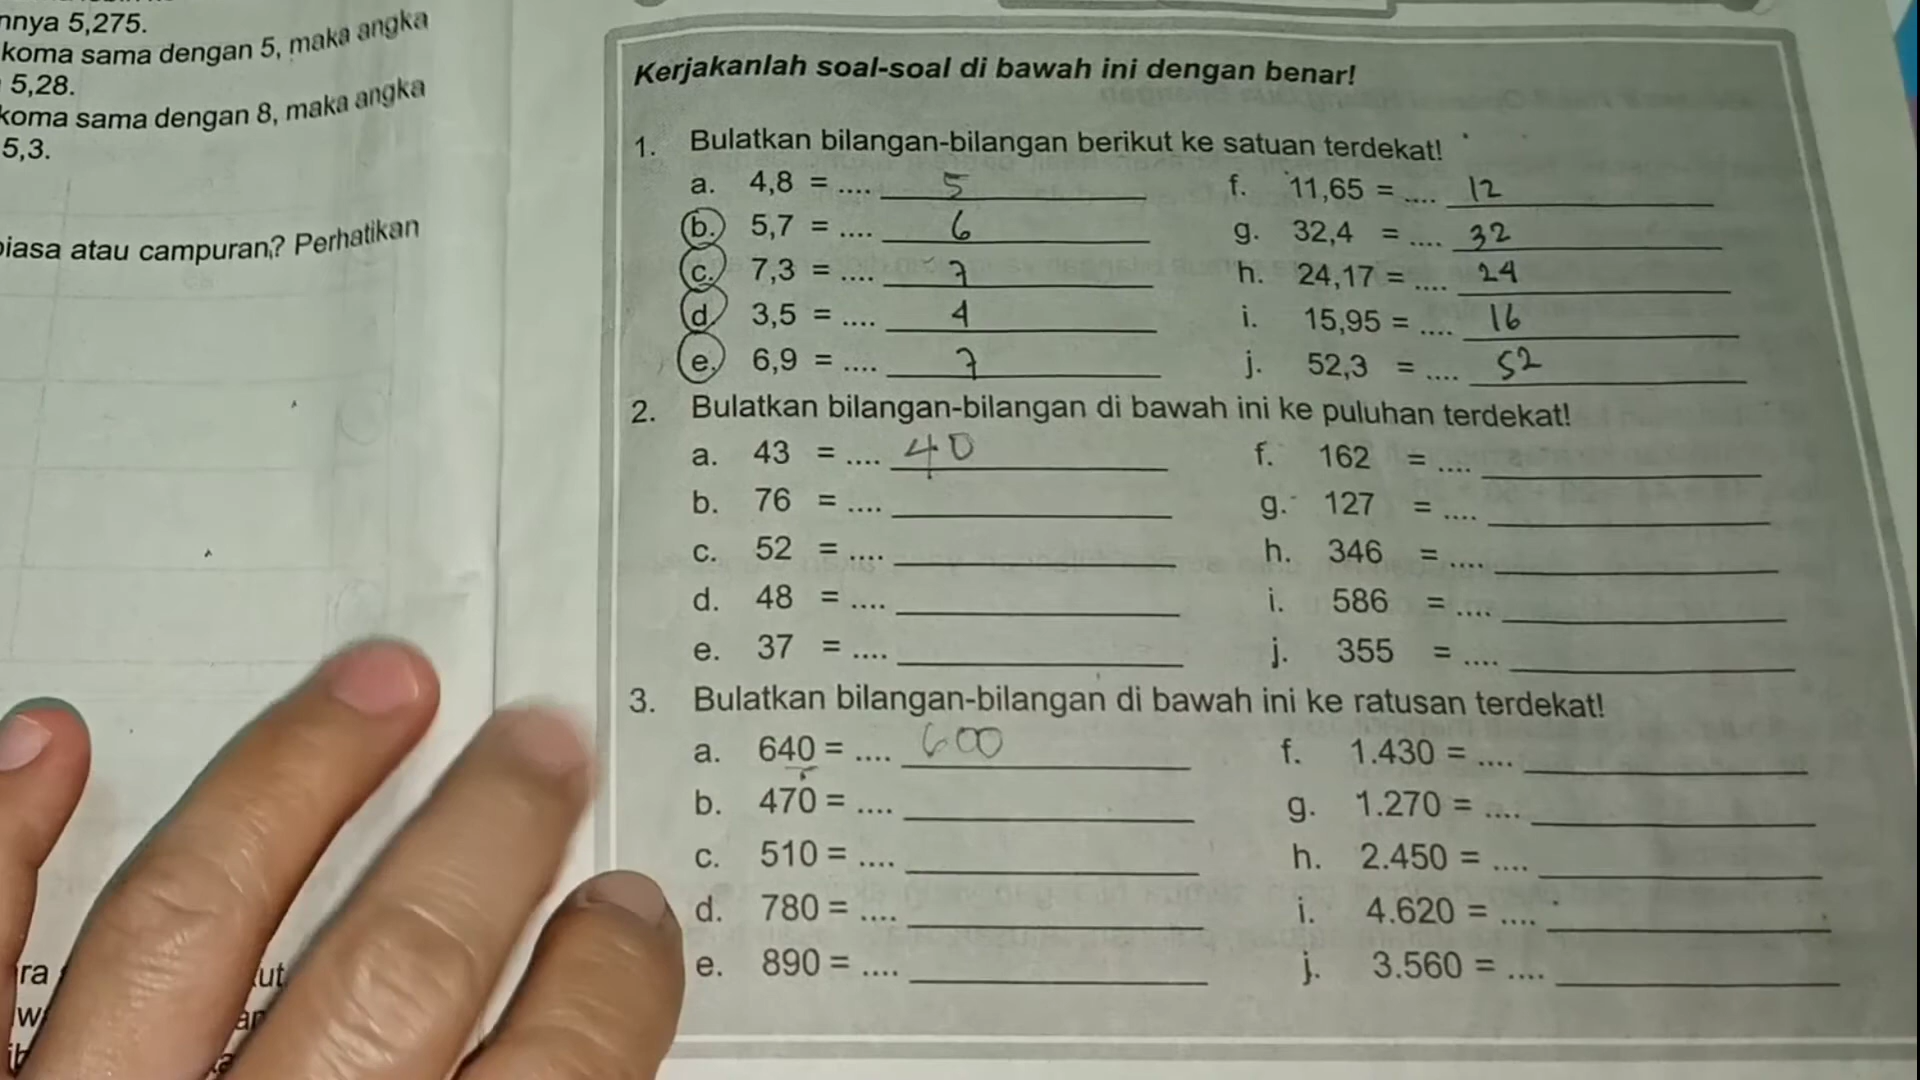 nnya 5,275.
koma sama dengan 5, maka angka
5,28.
koma sama dengan 8, maka angka
5,3.
biasa atau campuran? Perhatikan
ra
ut
Kerjakanlah soal-soal di bawah ini dengan benar!
1. Bulatkan bilangan-bilangan berikut ke satuan terdekat!
a. 4,8 = .... 5
b. 5,7 = .... 6
c. 7,3 = .... 7
d. 3,5 = .... 4
e. 6,9 = .... 7
f. 11,65 = .... 12
g. 32,4 = .... 32
h. 24,17 = .... 24
i. 15,95 = .... 16
j. 52,3 = .... 52
2. Bulatkan bilangan-bilangan di bawah ini ke puluhan terdekat!
a. 43 = .... 40
b. 76 = ....
c. 52 = ....
d. 48 = ....
e. 37 = ....
f. 162 = ....
g. 127 = ....
h. 346 = ....
i. 586 = ....
j. 355 = ....
3. Bulatkan bilangan-bilangan di bawah ini ke ratusan terdekat!
a. 640 = .... 600
b. 470 = ....
c. 510 = ....
d. 780 = ....
e. 890 = ....
f. 1.430 = ....
g. 1.270 = ....
h. 2.450 = ....
i. 4.620 = ....
j. 3.560 = ....